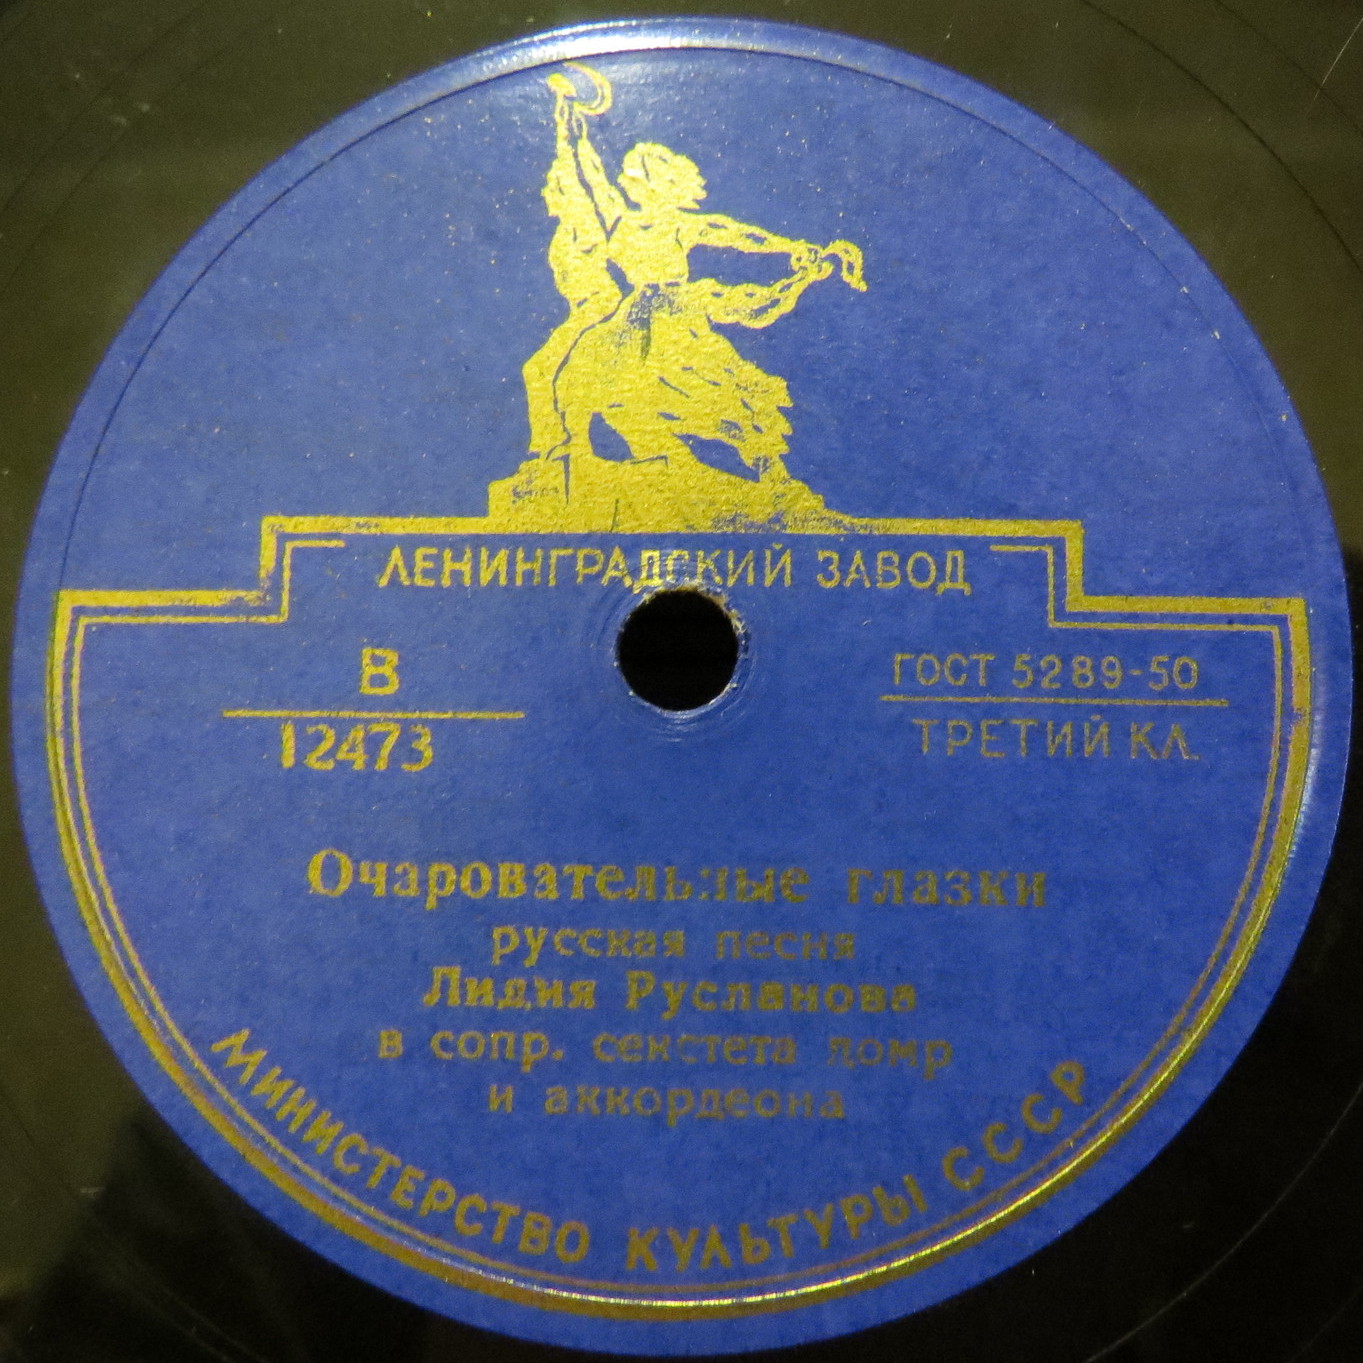 ЛЕНИНГРАДСКИЙ ЗАВОД
В
12473
ГОСТ 5289-50
ТРЕТИЙ КЛ.
Очаровательные глазки
русская песня
Лидия Русланова
в сопр. секстета домр
и аккордеона
МИНИСТЕРСТВО КУЛЬТУРЫ СССР